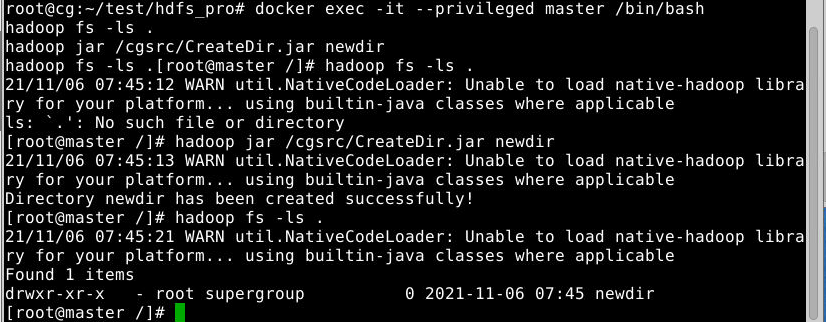 root@cg:~/test/hdfs_pro# docker exec -it --privileged master /bin/bash
hadoop fs -ls .
hadoop jar /cgsrc/CreateDir.jar newdir
hadoop fs -ls .[root@master /]# hadoop fs -ls .
21/11/06 07:45:12 WARN util.NativeCodeLoader: Unable to load native-hadoop libra
ry for your platform... using builtin-java classes where applicable
ls: `.': No such file or directory
[root@master /]# hadoop jar /cgsrc/CreateDir.jar newdir
21/11/06 07:45:13 WARN util.NativeCodeLoader: Unable to load native-hadoop libra
ry for your platform... using builtin-java classes where applicable
Directory newdir has been created successfully!
[root@master /]# hadoop fs -ls .
21/11/06 07:45:21 WARN util.NativeCodeLoader: Unable to load native-hadoop libra
ry for your platform... using builtin-java classes where applicable
Found 1 items
drwxr-xr-x   - root supergroup          0 2021-11-06 07:45 newdir
[root@master /]#